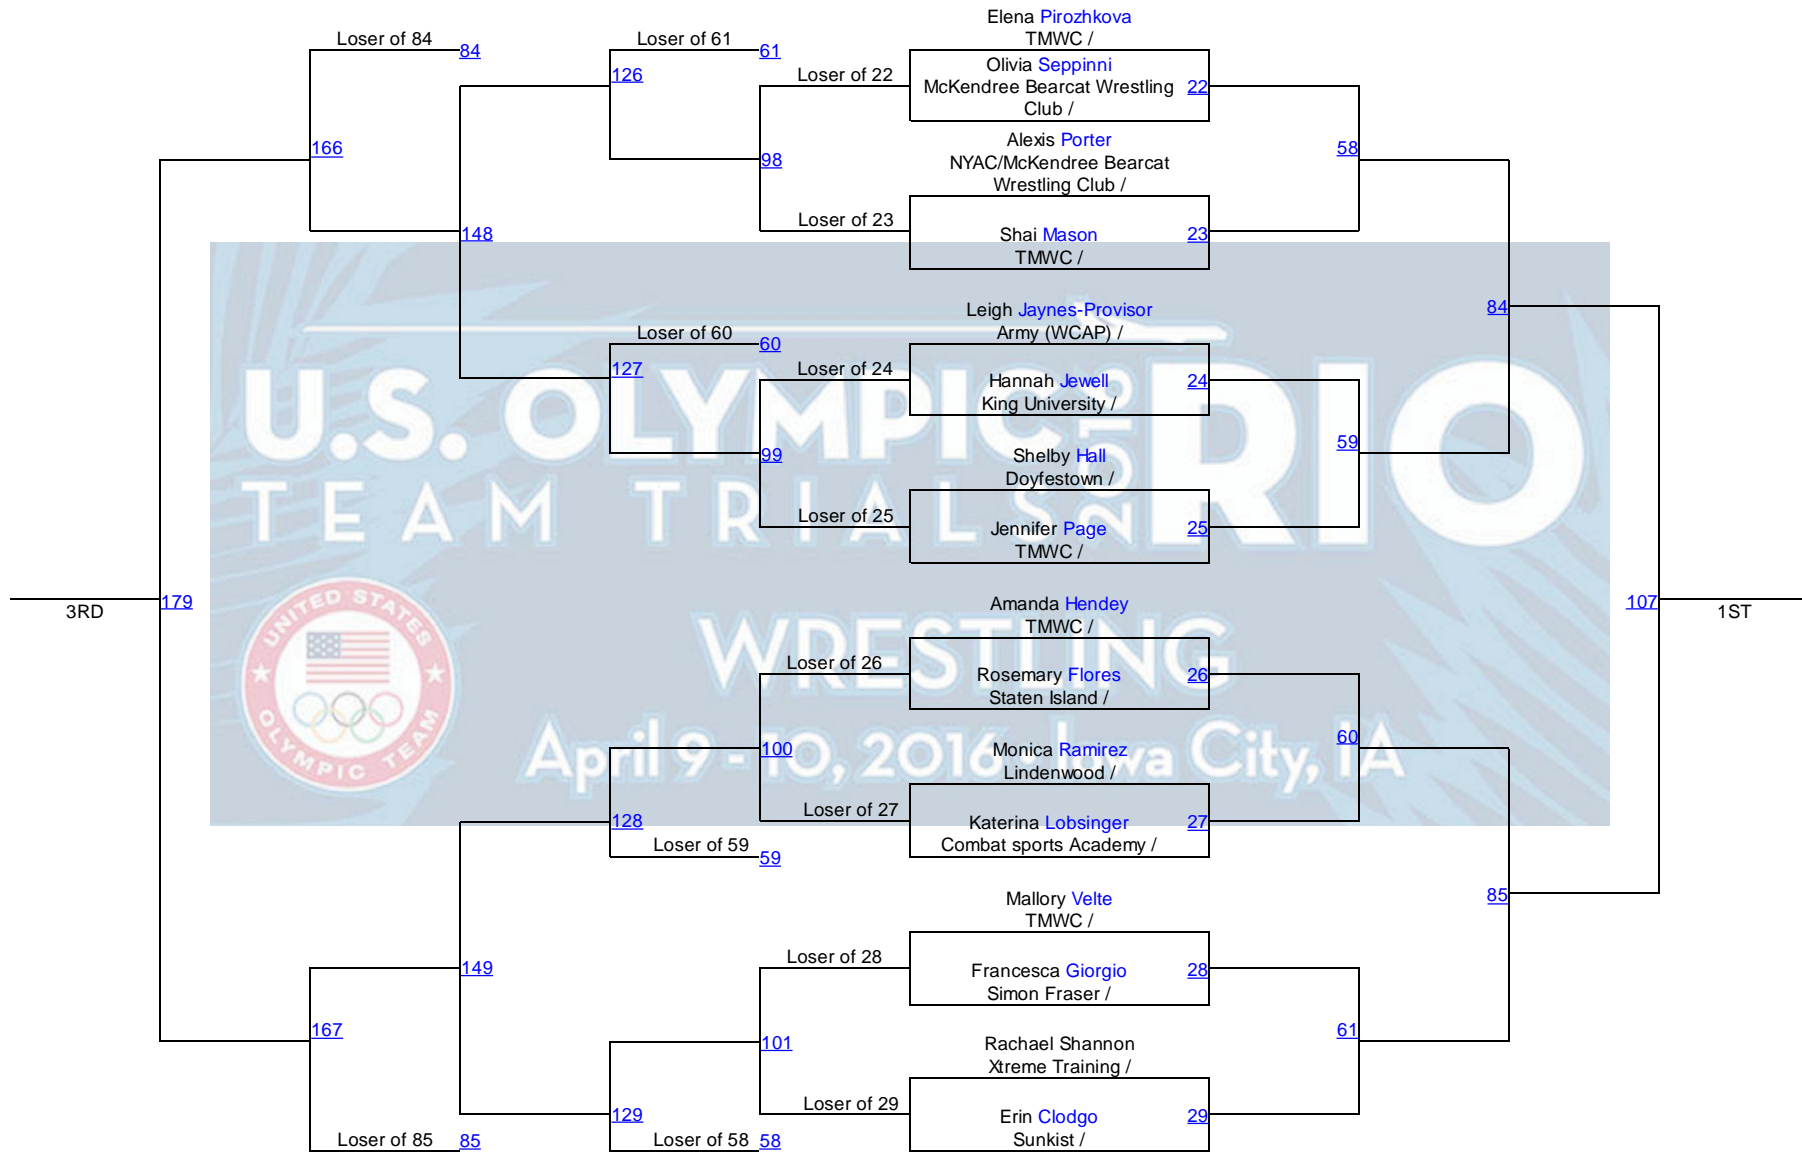 Elena Pirozhkova
TMWC /
Loser of 84
84
Loser of 61
61
Olivia Seppinni
McKendree Bearcat Wrestling
Club /
126
Loser of 22
22
Alexis Porter
NYAC/McKendree Bearcat
Wrestling Club /
166
98
58
Loser of 23
148
Shai Mason
TMWC /
23
Leigh Jaynes-Provisor
Army (WCAP) /
84
Loser of 60
60
127
Loser of 24
Hannah Jewell
King University /
24
U.S. OLYMPIC
TEAM TRIALS
2016
RIO
99
Shelby Hall
Doyfestown /
59
Loser of 25
Jennifer Page
TMWC /
25
3RD
179
Amanda Hendey
TMWC /
107
1ST
UNITED STATES
OLYMPIC TEAM
WRESTLING
Loser of 26
Rosemary Flores
Staten Island /
26
April 9 - 10, 2016 - Iowa City, IA
100
Monica Ramirez
Lindenwood /
60
Loser of 27
128
Katerina Lobsinger
Combat sports Academy /
27
Loser of 59
59
Mallory Velte
TMWC /
85
149
Loser of 28
Francesca Giorgio
Simon Fraser /
28
167
101
Rachael Shannon
Xtreme Training /
61
Loser of 29
129
Erin Clodgo
Sunkist /
29
Loser of 85
85
Loser of 58
58